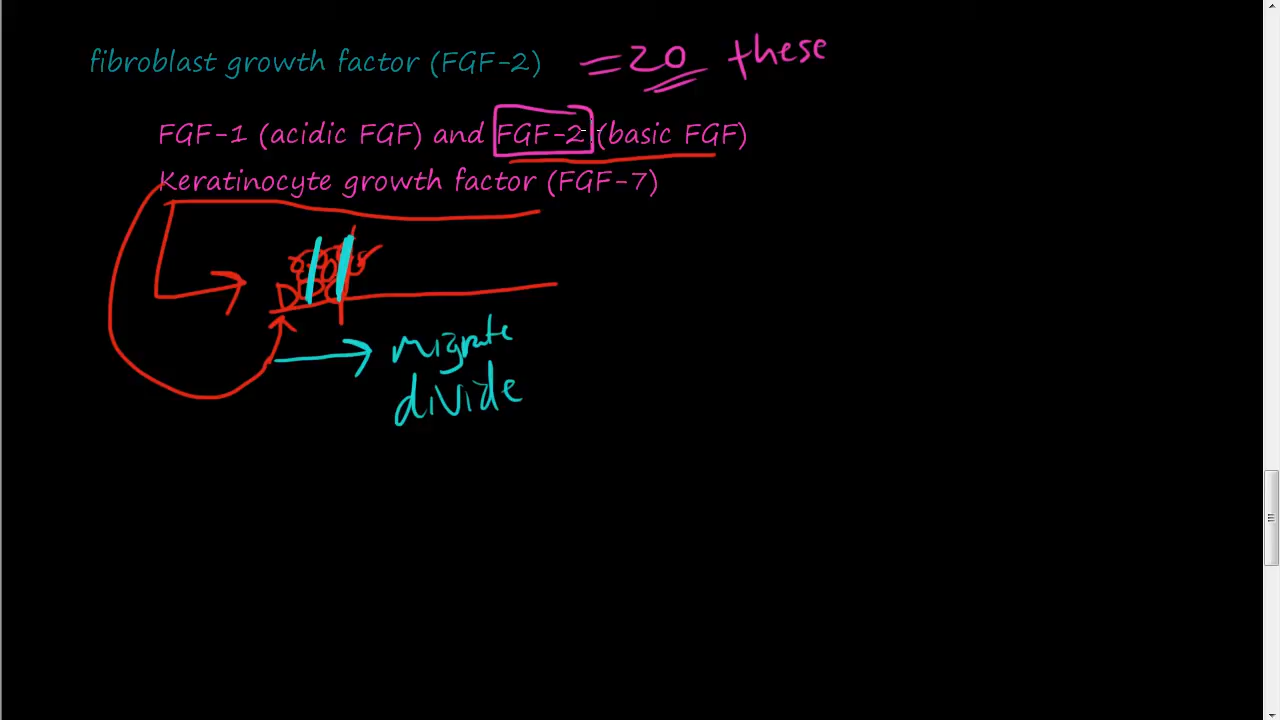 fibroblast growth factor (FGF-2) = 20 these
FGF-1 (acidic FGF) and FGF-2 (basic FGF)
Keratinocyte growth factor (FGF-7)
migrate
divide